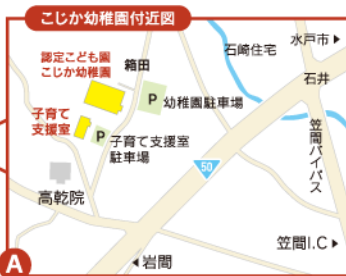 こじか幼稚園付近図
水戸市▶
石崎住宅
認定こども園
こじか幼稚園
箱田
石井
P
幼稚園駐車場
子育て
支援室
P
子育て支援室
駐車場
笠間バイパス
50
高乾院
笠間I.C▶
◀岩間
A